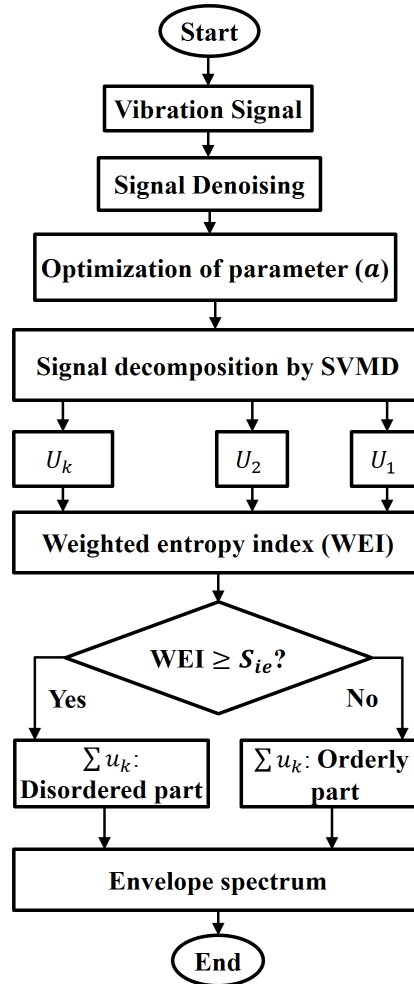 Start
Vibration Signal
Signal Denoising
Optimization of parameter (a)
Signal decomposition by SVMD
U_k U_2 U_1
Weighted entropy index (WEI)
WEI ≥ S_ie?
Yes No
∑ u_k:
Disordered part
∑ u_k: Orderly
part
Envelope spectrum
End